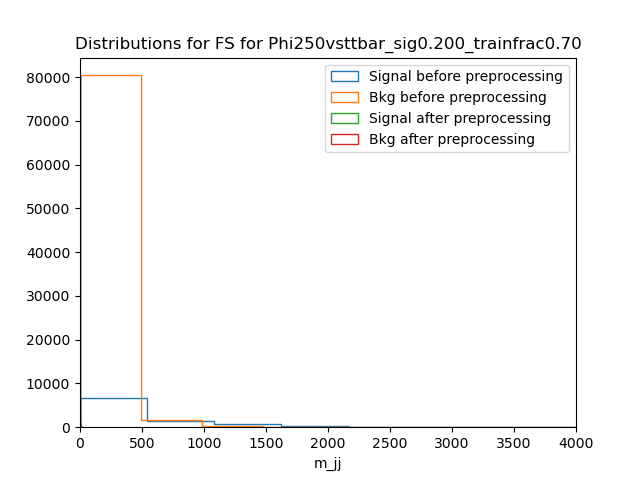 Distributions for FS for Phi250vsttbar_sig0.200_trainfrac0.70
Signal before preprocessing
Bkg before preprocessing
Signal after preprocessing
Bkg after preprocessing
80000
70000
60000
50000
40000
30000
20000
10000
0
0 500 1000 1500 2000 2500 3000 3500 4000
m_jj